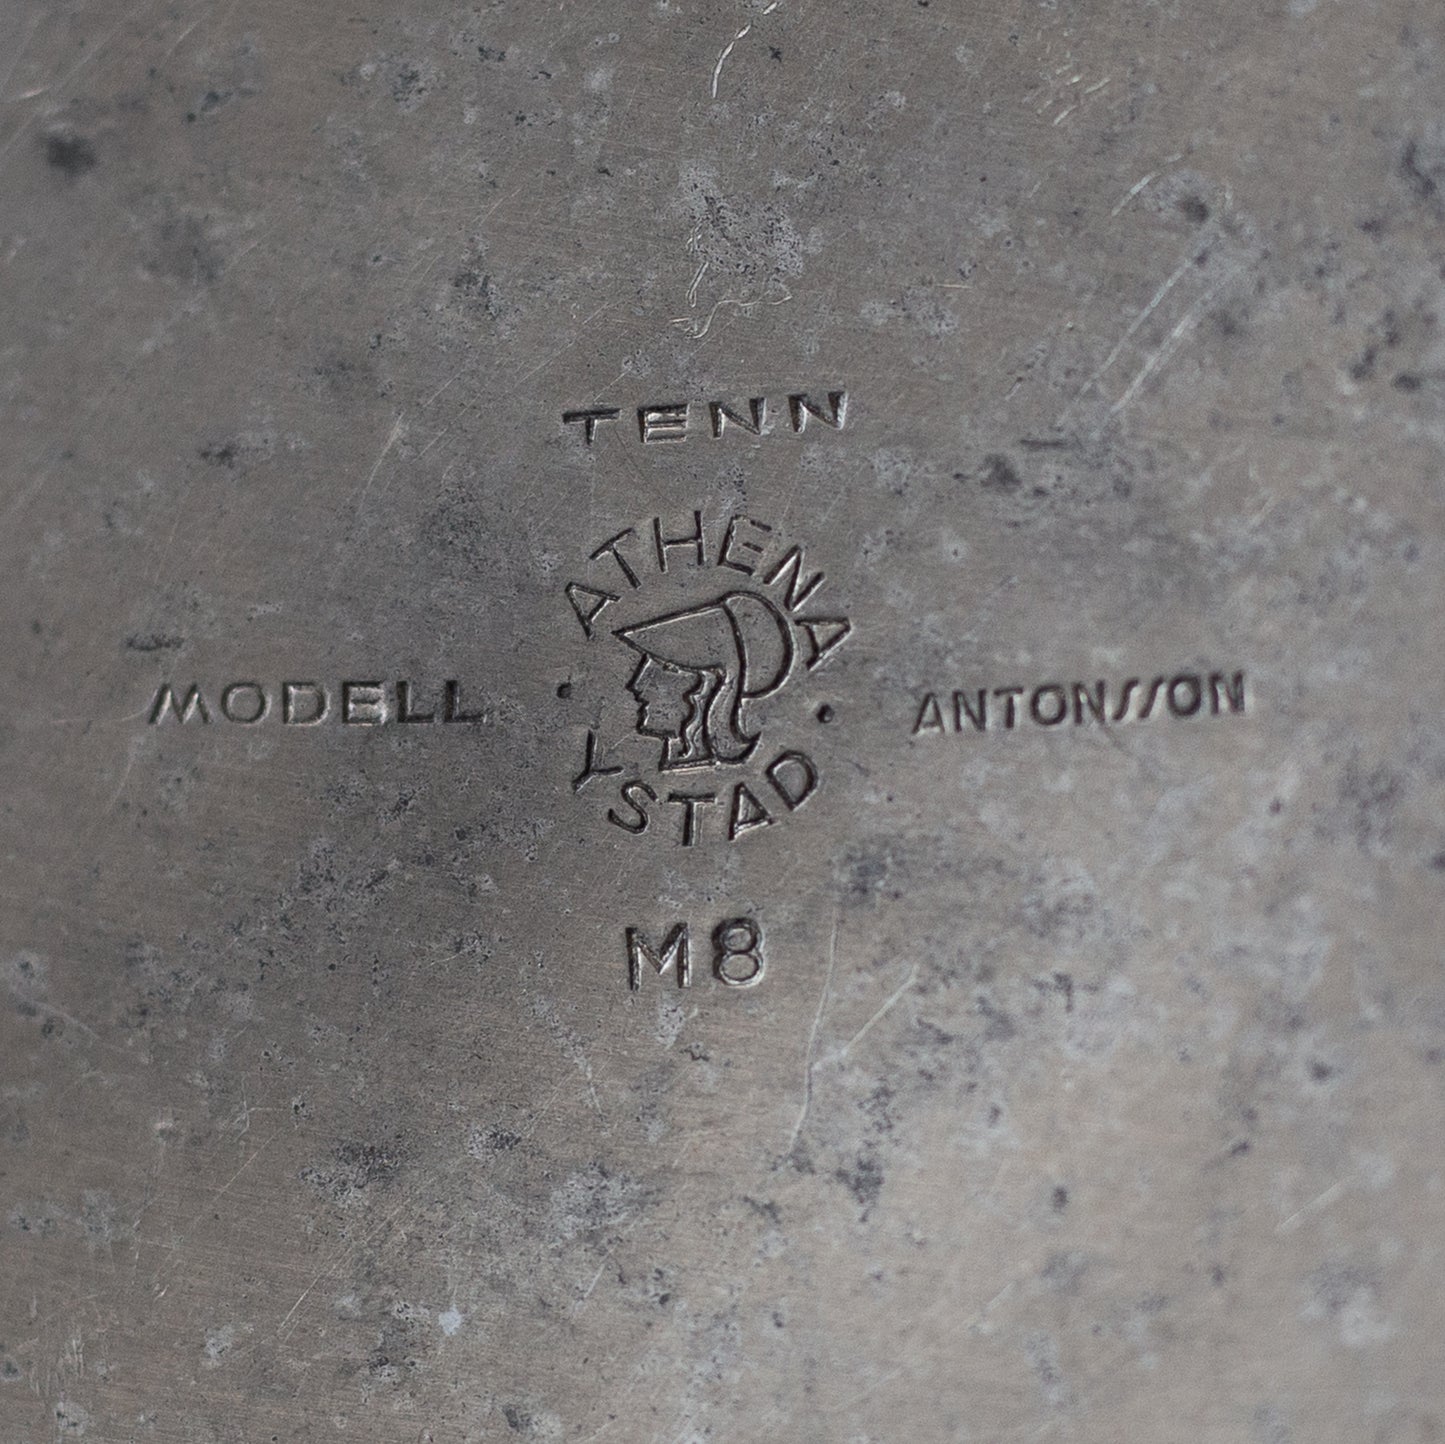 TENN
ATHENA
MODELL
ANTONSSON
YSTAD
M8